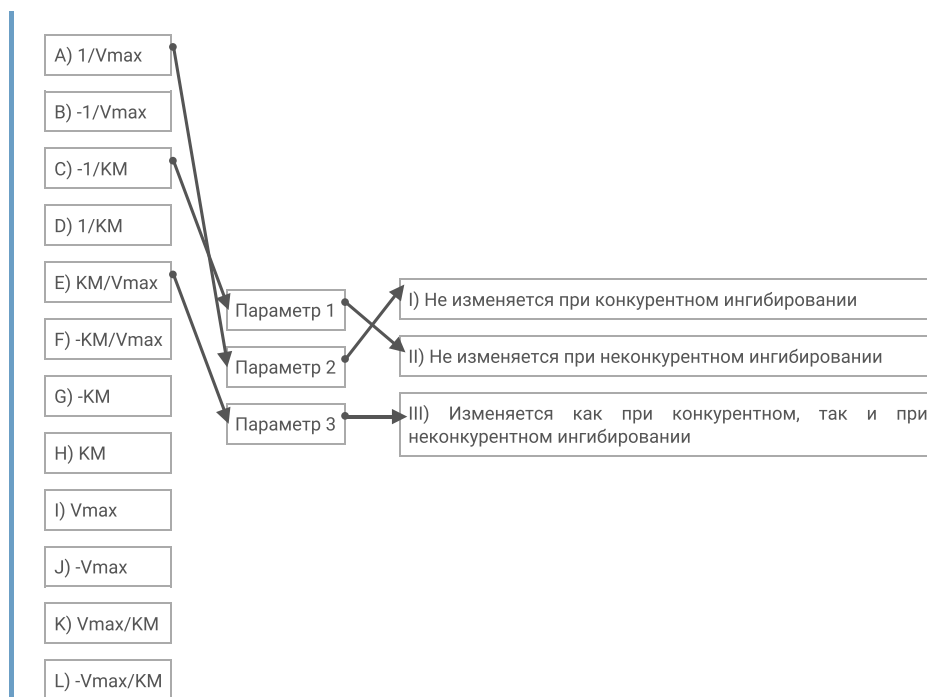 A) 1/Vmax
B) -1/Vmax
C) -1/KM
D) 1/KM
E) KM/Vmax
F) -KM/Vmax
G) -KM
H) KM
I) Vmax
J) -Vmax
K) Vmax/KM
L) -Vmax/KM
Параметр 1
Параметр 2
Параметр 3
I) Не изменяется при конкурентном ингибировании
II) Не изменяется при неконкурентном ингибировании
III) Изменяется как при конкурентном, так и при
неконкурентном ингибировании